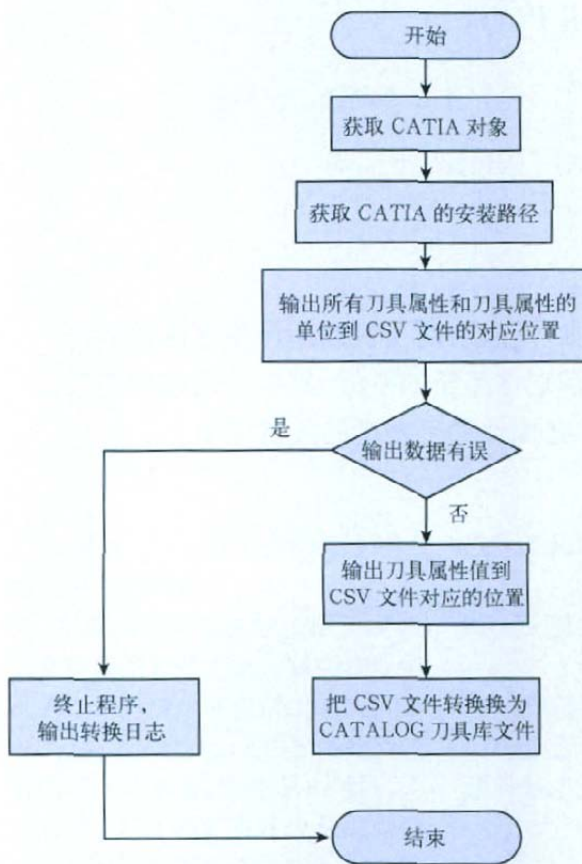 开始
获取 CATIA 对象
获取 CATIA 的安装路径
输出所有刀具属性和刀具属性的
单位到 CSV 文件的对应位置
是
输出数据有误
否
输出刀具属性值到
CSV 文件对应的位置
终止程序，
输出转换日志
把 CSV 文件转换换为
CATALOG 刀具库文件
结束